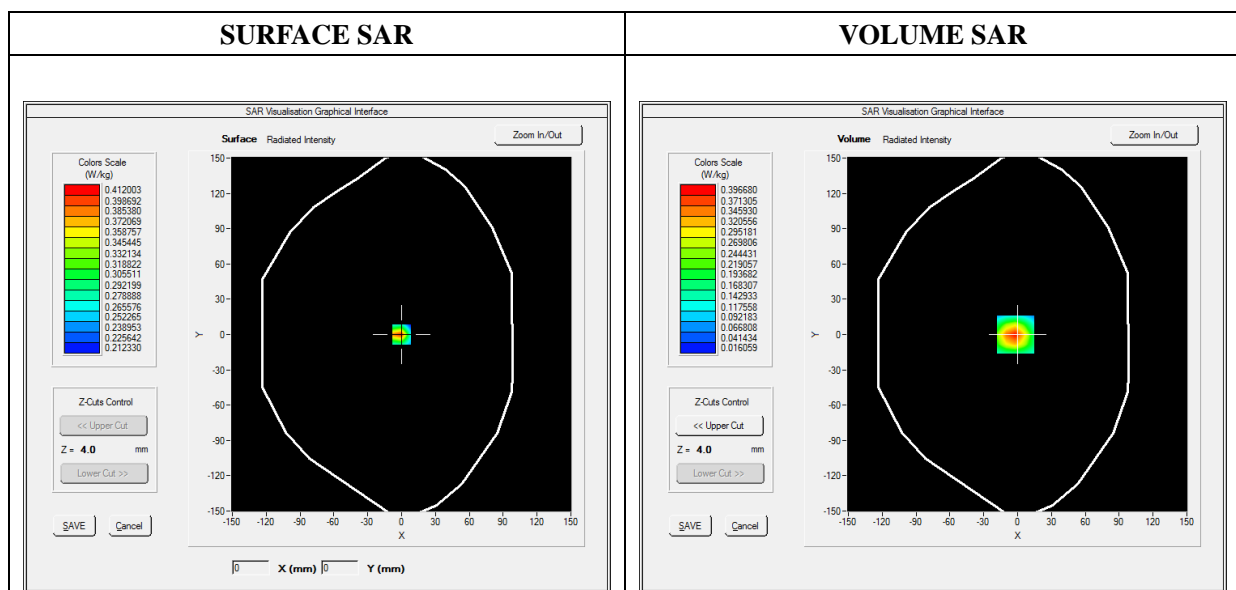 SURFACE SAR
VOLUME SAR
SAR Visualisation Graphical Interface
Surface Radiated Intensity
Zoom In/Out
Colors Scale
(W/kg)
0.412003
0.398692
0.385380
0.372069
0.358757
0.345445
0.332134
0.318822
0.305511
0.292199
0.278888
0.265576
0.252265
0.238953
0.225642
0.212330
Z-Cuts Control
<< Upper Cut
Z = 4.0 mm
Lower Cut >>
SAVE Cancel
150
120
90
60
30
0
-30
-60
-90
-120
-150
Y
-150 -120 -90 -60 -30 0 30 60 90 120 150
X
0 X (mm) 0 Y (mm)
SAR Visualisation Graphical Interface
Volume Radiated Intensity
Zoom In/Out
Colors Scale
(W/kg)
0.396680
0.371305
0.345930
0.320556
0.295181
0.269806
0.244431
0.219057
0.193682
0.168307
0.142933
0.117558
0.092183
0.066808
0.041434
0.016059
Z-Cuts Control
<< Upper Cut
Z = 4.0 mm
Lower Cut >>
SAVE Cancel
150
120
90
60
30
0
-30
-60
-90
-120
-150
Y
-150 -120 -90 -60 -30 0 30 60 90 120 150
X